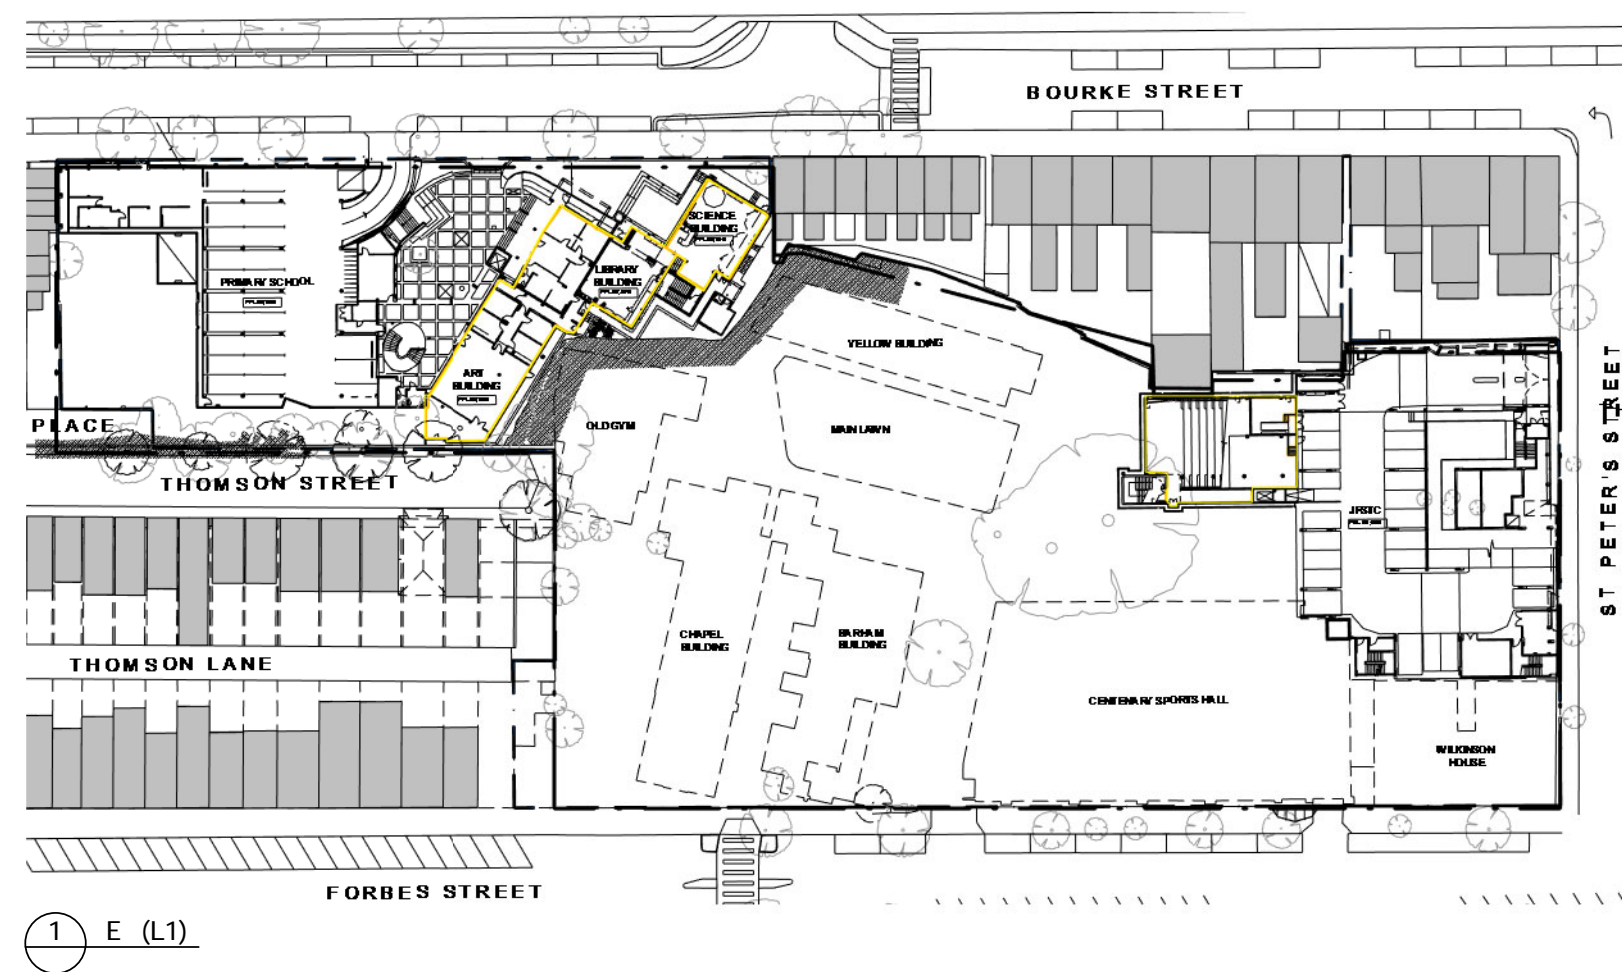 BOURKE STREET
SCIENCE
BUILDING
LIBRARY
BUILDING
PRIMARY SCHOOL
YELLOW BUILDING
ART
BUILDING
PLACE
OLD GYM
MAIN LAWN
THOMSON STREET
ST PETER'S STREET
JFSTC
CHAPEL
BUILDING
BARHAM
BUILDING
THOMSON LANE
CENTENARY SPORTS HALL
WILKINSON
HOUSE
FORBES STREET
1 E (L1)